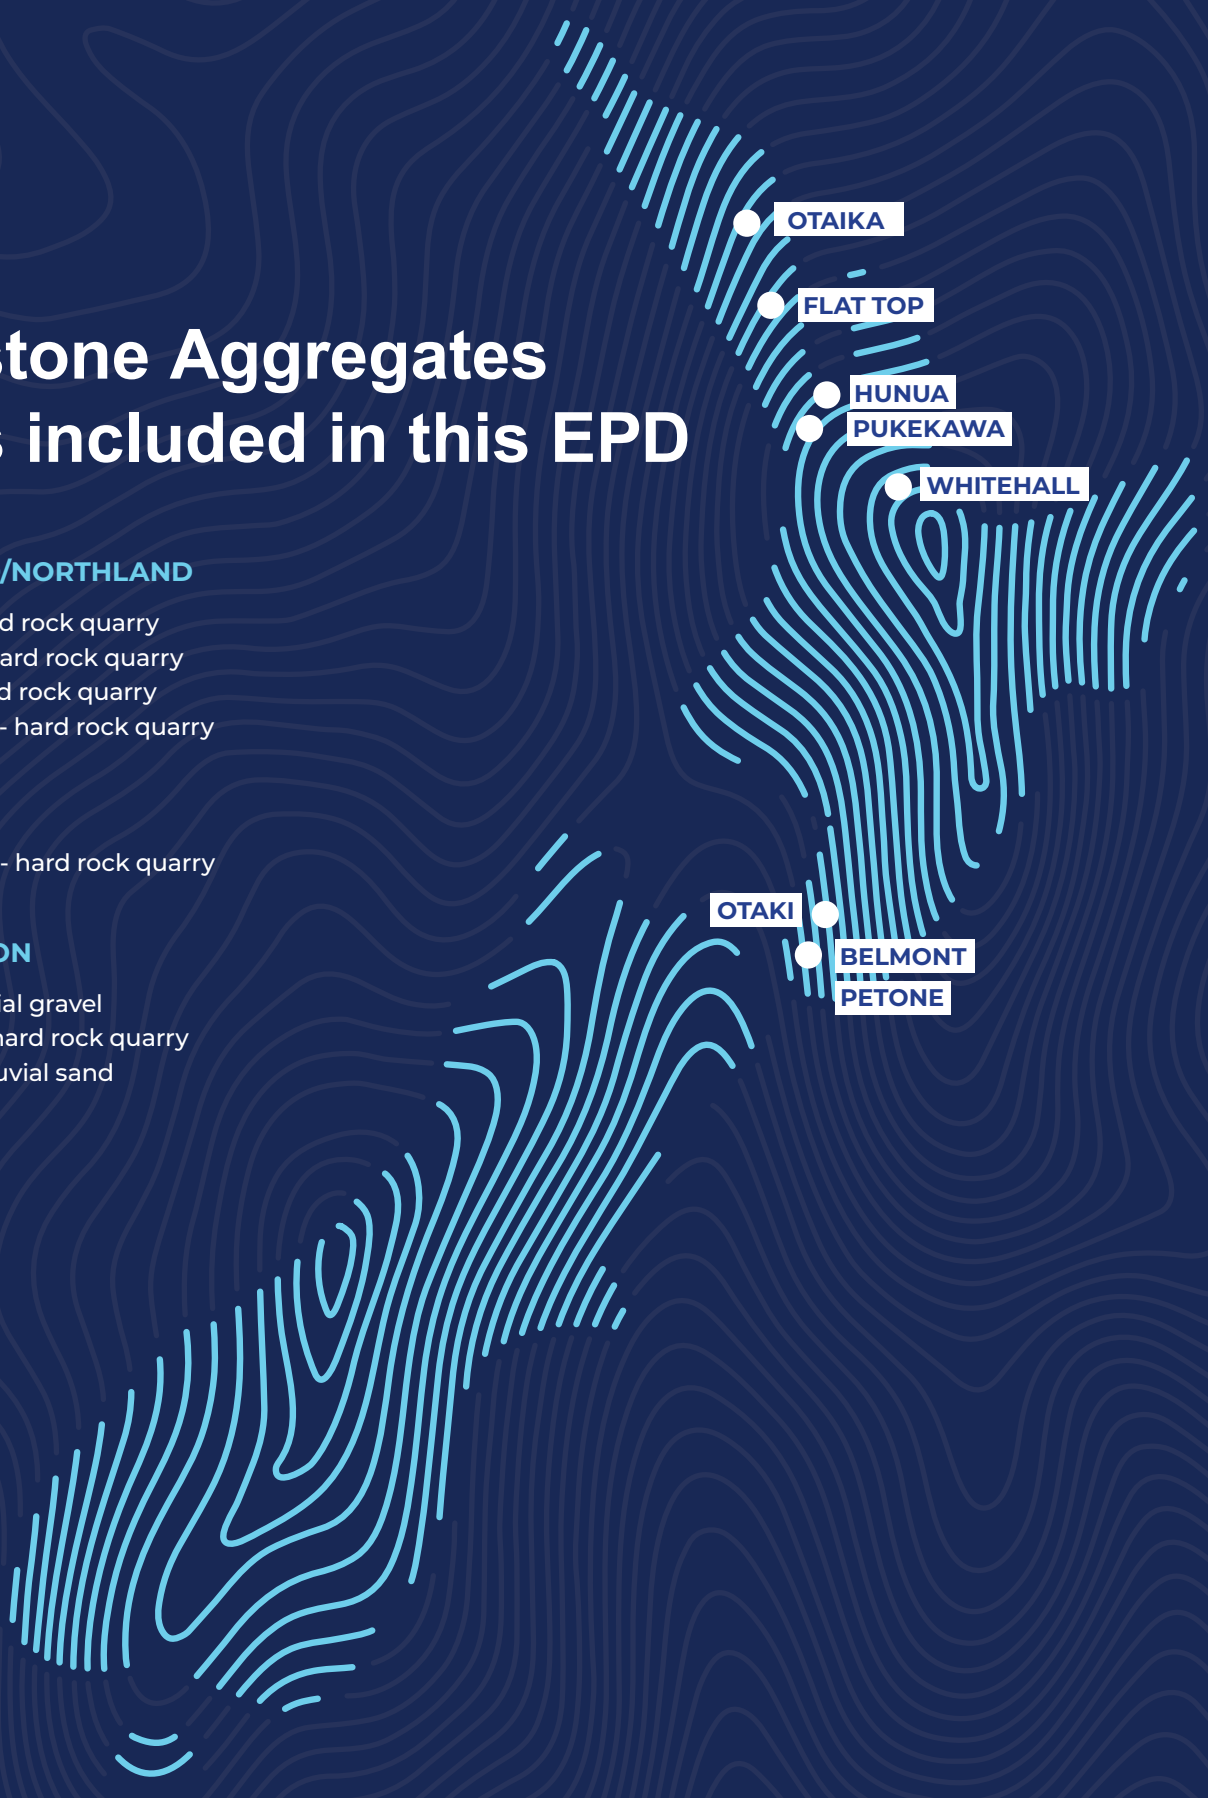 stone Aggregates
s included in this EPD
/NORTHLAND
d rock quarry
ard rock quarry
d rock quarry
- hard rock quarry
- hard rock quarry
ON
ial gravel
hard rock quarry
uvial sand
OTAIKA
FLAT TOP
HUNUA
PUKEKAWA
WHITEHALL
OTAKI
BELMONT
PETONE